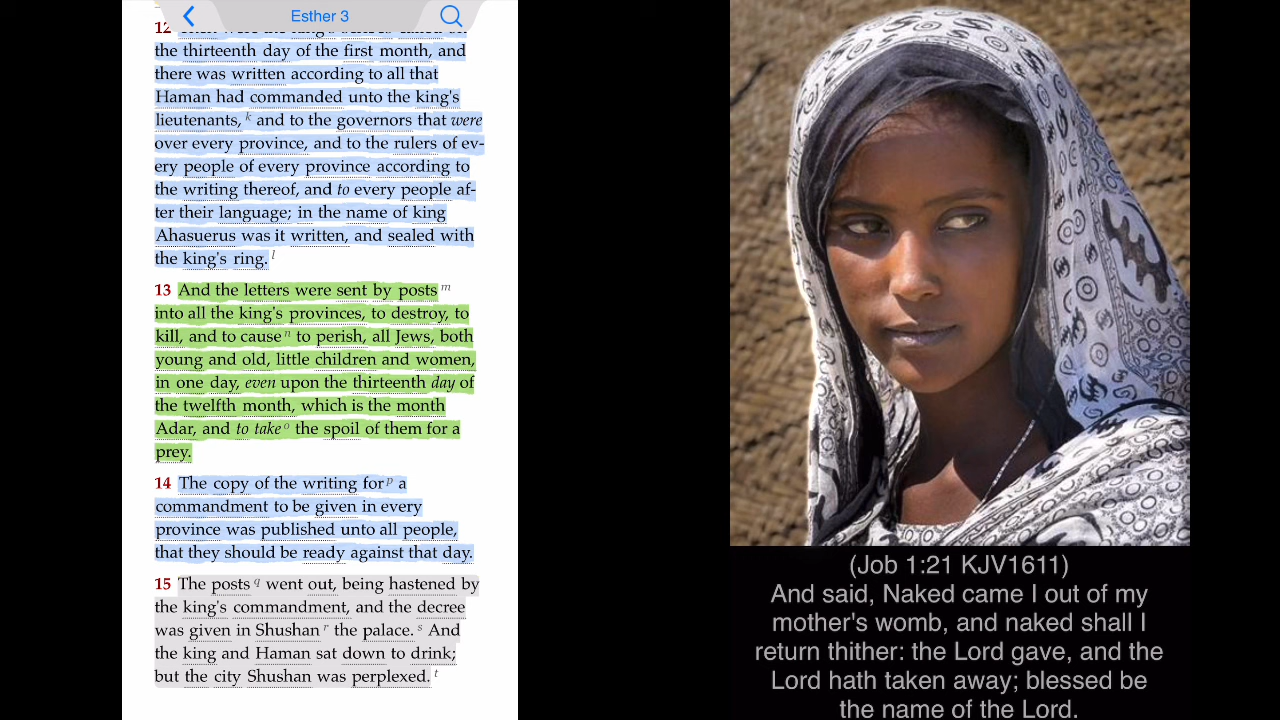 Esther 3
12
the thirteenth day of the first month, and
there was written according to all that
Haman had commanded unto the king's
lieutenants, k and to the governors that were
over every province, and to the rulers of ev-
ery people of every province according to
the writing thereof, and to every people af-
ter their language; in the name of king
Ahasuerus was it written, and sealed with
the king's ring. l
13 And the letters were sent by posts m
into all the king's provinces, to destroy, to
kill, and to cause n to perish, all Jews, both
young and old, little children and women,
in one day, even upon the thirteenth day of
the twelfth month, which is the month
Adar, and to take o the spoil of them for a
prey.
14 The copy of the writing for p a
commandment to be given in every
province was published unto all people,
that they should be ready against that day.
15 The posts q went out, being hastened by
the king's commandment, and the decree
was given in Shushan r the palace. s And
the king and Haman sat down to drink;
but the city Shushan was perplexed. t
(Job 1:21 KJV1611)
And said, Naked came I out of my
mother's womb, and naked shall I
return thither: the Lord gave, and the
Lord hath taken away; blessed be
the name of the Lord.